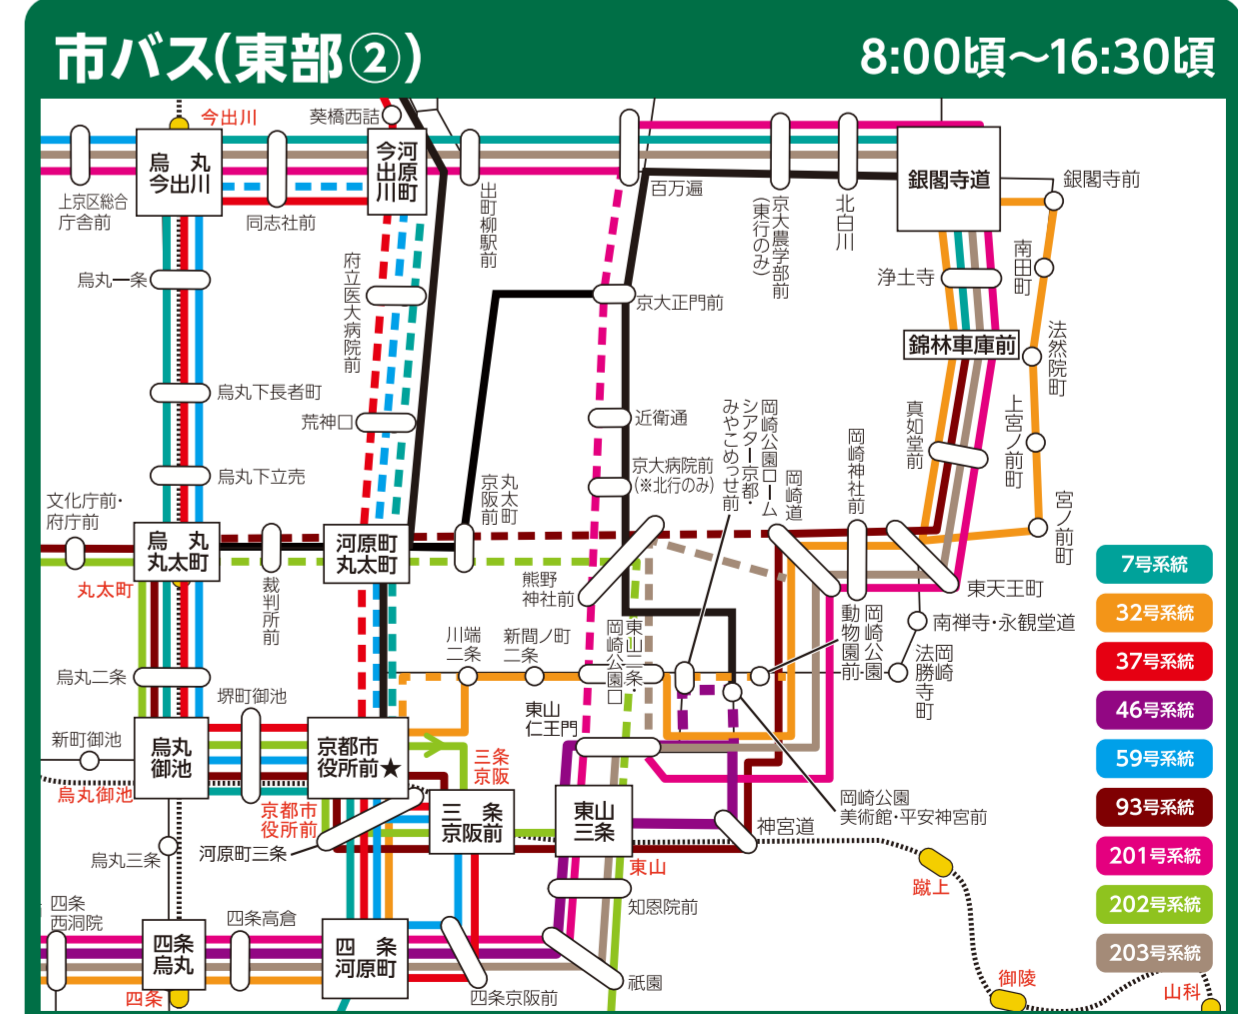 市バス(東部②)
8:00頃～16:30頃
今出川
葵橋西詰
烏丸
今出川
河原町
今出川
上京区総合
庁舎前
同志社前
出町柳駅前
百万遍
京大農学部前
(東行のみ)
北白川
銀閣寺道
銀閣寺前
烏丸一条
府立医大病院前
京大正門前
浄土寺
南田町
錦林車庫前
法然院町
烏丸下長者町
荒神口
近衛通
岡崎公園ローム
シアター京都・
みやこめっせ前
真如堂前
上宮ノ前町
烏丸下立売
京大病院前
(※北行のみ)
岡崎道
岡崎神社前
文化庁前・
府庁前
丸太町
京阪前
宮ノ前町
烏丸
丸太町
河原町
丸太町
丸太町
裁判所前
熊野
神社前
東天王町
7号系統
32号系統
37号系統
46号系統
59号系統
93号系統
201号系統
202号系統
203号系統
川端
二条
新間ノ町
二条
東山二条・
岡崎公園口
岡崎公園
動物園前
南禅寺・永観堂道
岡崎
法勝寺町
烏丸二条
堺町御池
東山
仁王門
新町御池
烏丸
御池
京都市
役所前★
三条
京阪
烏丸御池
京都市
役所前
三条
京阪前
東山
三条
岡崎公園
美術館・平安神宮前
神宮道
河原町三条
烏丸三条
東山
蹴上
四条
西洞院
四条高倉
知恩院前
四条
烏丸
四条
河原町
四条
四条京阪前
祇園
御陵
山科